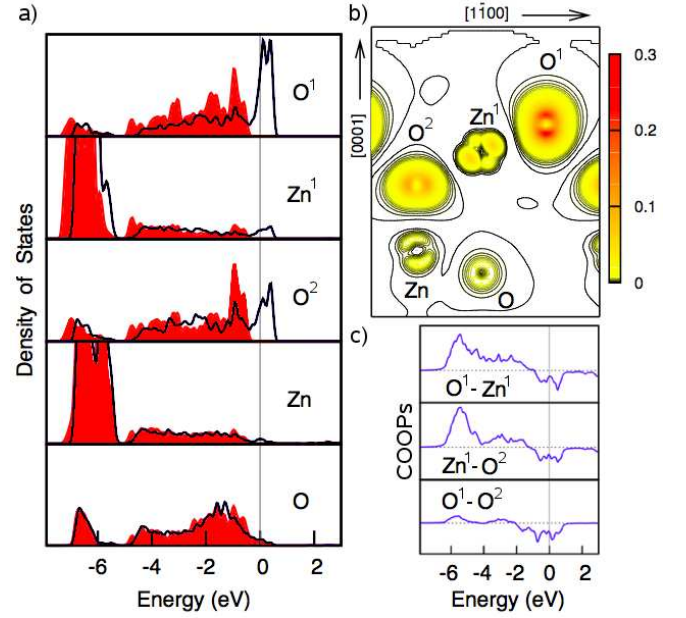 a)
Density of States
O¹
Zn¹
O²
Zn
O
-6 -4 -2 0 2
Energy (eV)
b)
[11̄00]
[0001]
O¹
Zn¹
O²
Zn
O
0.3
0.2
0.1
0
c)
COOPs
O¹-Zn¹
Zn¹-O²
O¹-O²
-6 -4 -2 0 2
Energy (eV)